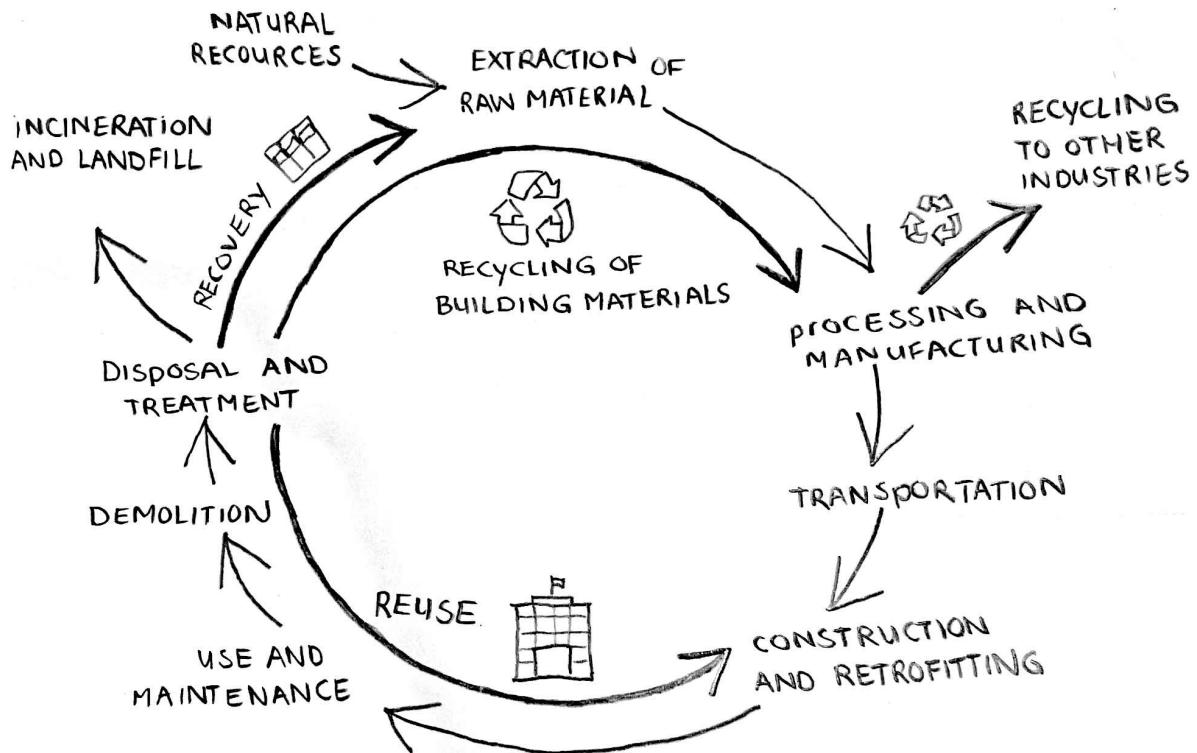 NATURAL
RECOURCES
EXTRACTION OF
RAW MATERIAL
INCINERATION
AND LANDFILL
RECYCLING
TO OTHER
INDUSTRIES
RECOVERY
RECYCLING OF
BUILDING MATERIALS
PROCESSING AND
MANUFACTURING
DISPOSAL AND
TREATMENT
TRANSPORTATION
DEMOLITION
REUSE
CONSTRUCTION
AND RETROFITTING
USE AND
MAINTENANCE